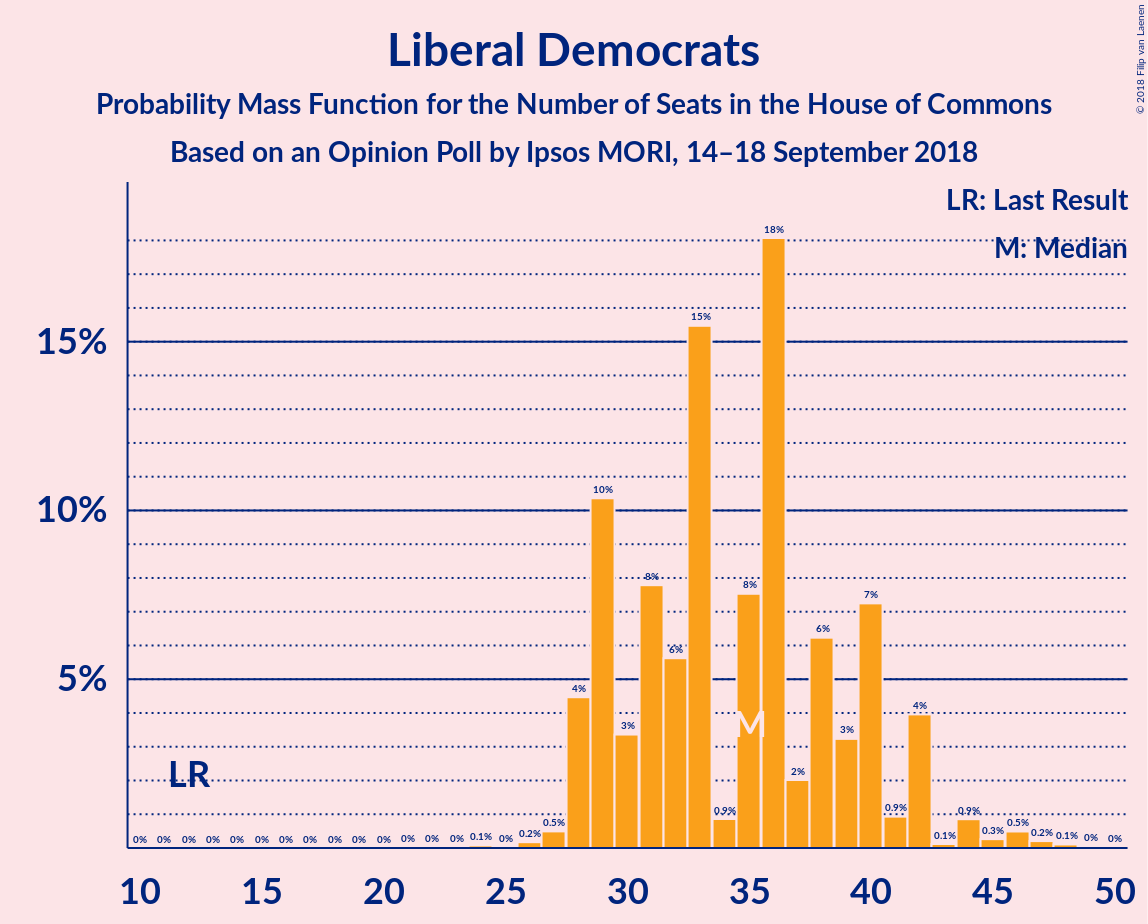 © 2018 Filip van Laenen
Liberal Democrats
Probability Mass Function for the Number of Seats in the House of Commons
Based on an Opinion Poll by Ipsos MORI, 14–18 September 2018
LR: Last Result
M: Median
15%
10%
5%
0% 0% 0% 0% 0% 0% 0% 0% 0% 0% 0% 0% 0% 0% 0.1% 0% 0.2% 0.5% 4% 10% 3% 8% 6% 15% 0.9% 8% 18% 2% 6% 3% 7% 0.9% 4% 0.1% 0.9% 0.3% 0.5% 0.2% 0.1% 0% 0%
LR
M
10 15 20 25 30 35 40 45 50